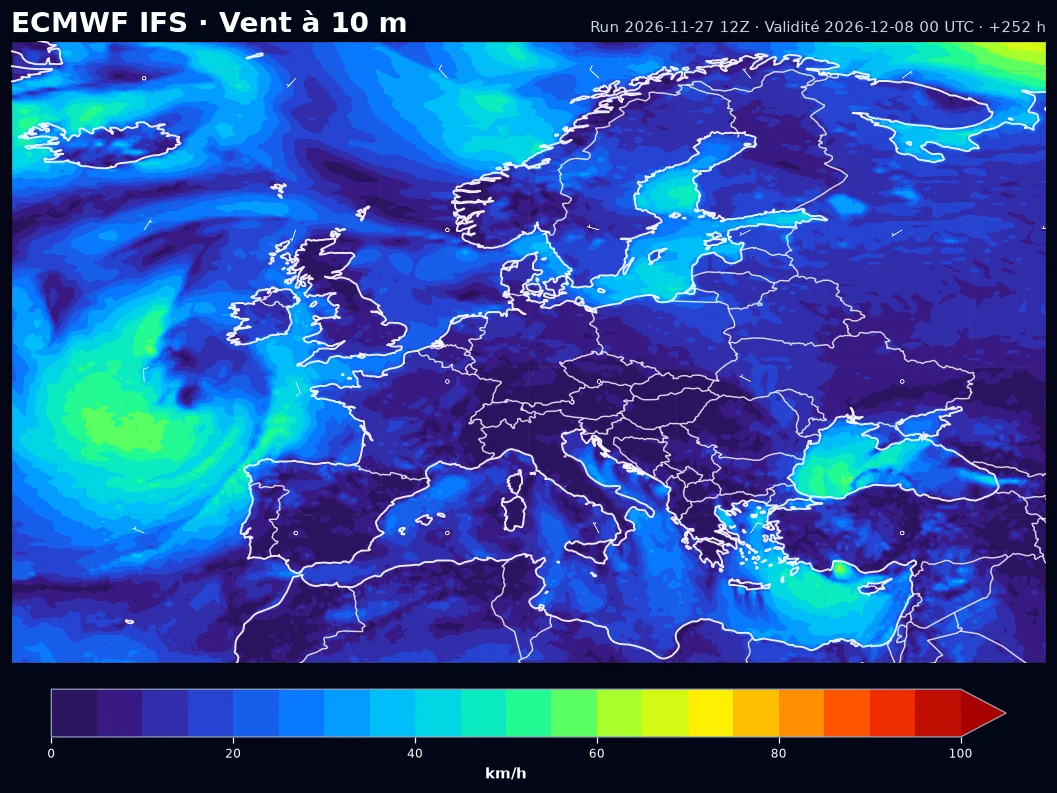 ECMWF IFS · Vent à 10 m
Run 2026-11-27 12Z · Validité 2026-12-08 00 UTC · +252 h
0 20 40 60 80 100
km/h